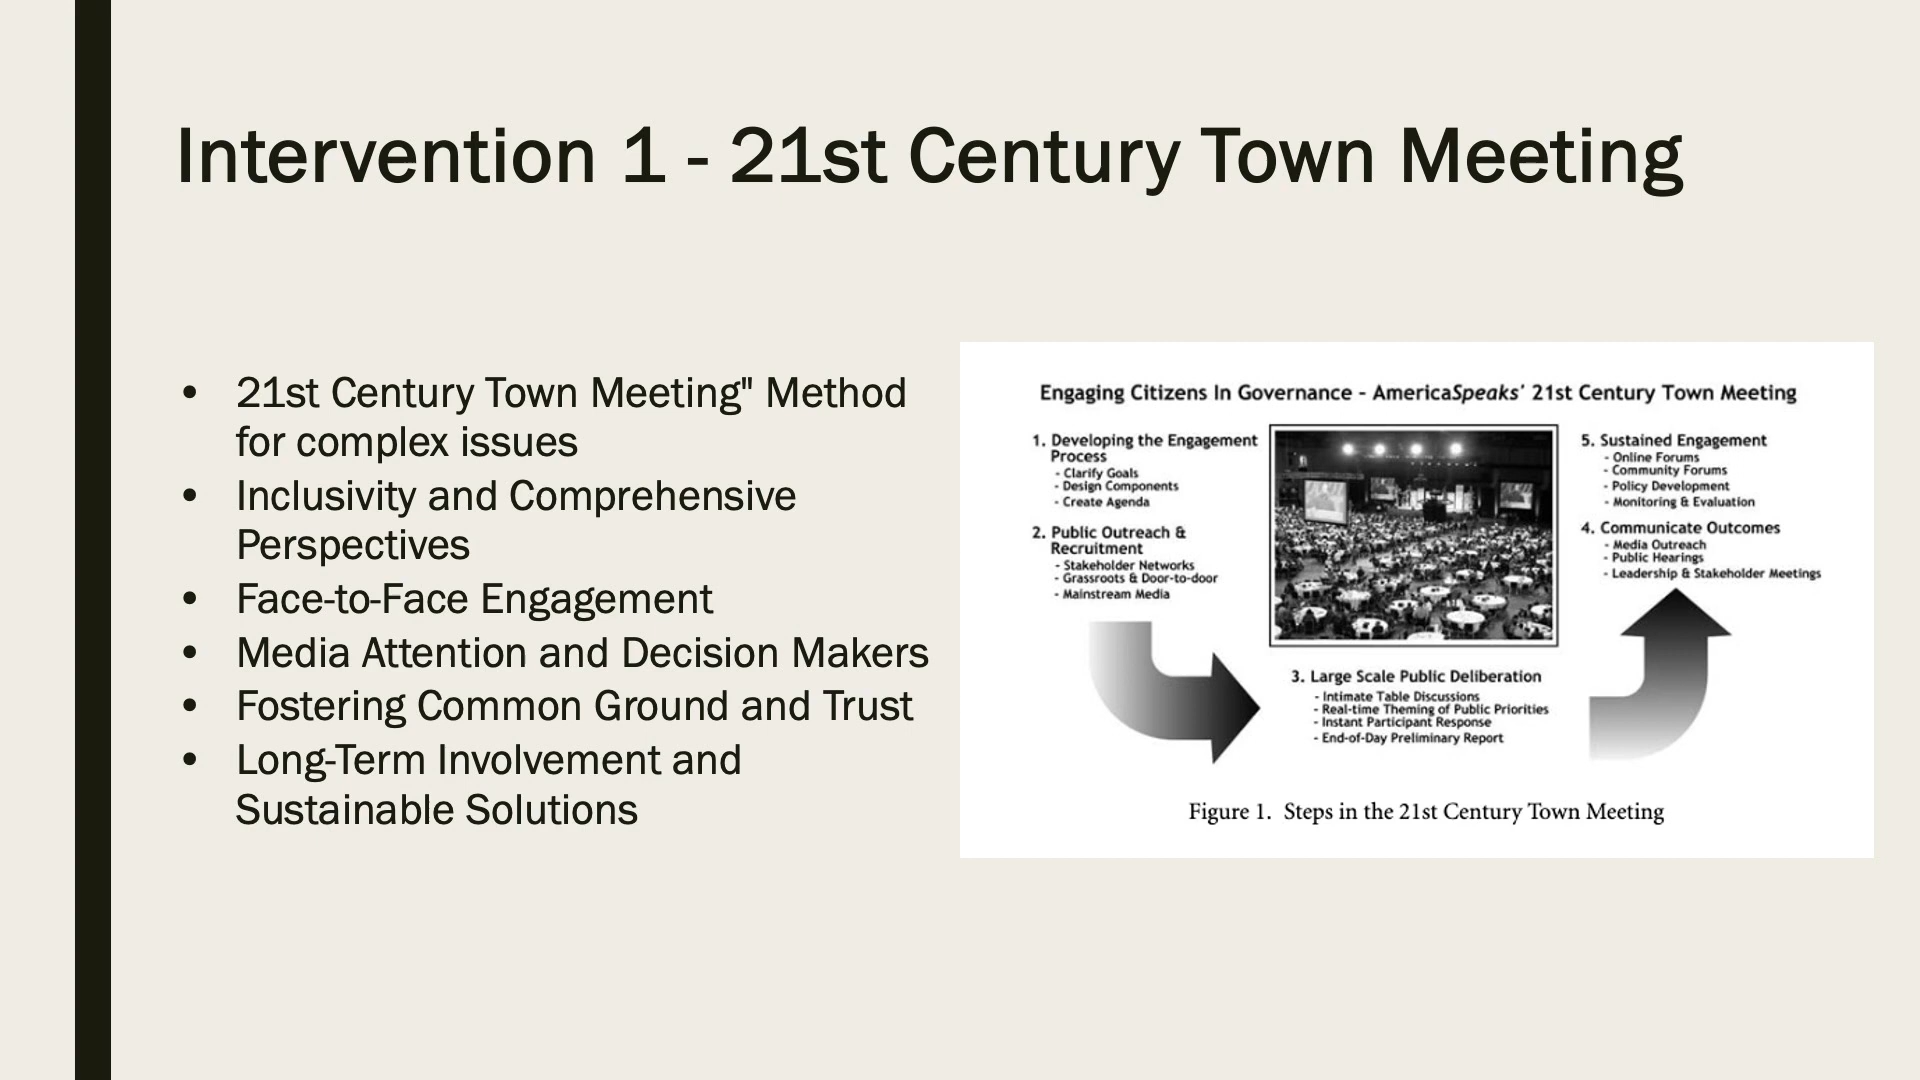 Intervention 1 - 21st Century Town Meeting
• 21st Century Town Meeting" Method
for complex issues
• Inclusivity and Comprehensive
Perspectives
• Face-to-Face Engagement
• Media Attention and Decision Makers
• Fostering Common Ground and Trust
• Long-Term Involvement and
Sustainable Solutions
Engaging Citizens In Governance - AmericaSpeaks' 21st Century Town Meeting
1. Developing the Engagement
Process
- Clarify Goals
- Design Components
- Create Agenda
2. Public Outreach &
Recruitment
- Stakeholder Networks
- Grassroots & Door-to-door
- Mainstream Media
3. Large Scale Public Deliberation
- Intimate Table Discussions
- Real-time Theming of Public Priorities
- Instant Participant Response
- End-of-Day Preliminary Report
5. Sustained Engagement
- Online Forums
- Community Forums
- Policy Development
- Monitoring & Evaluation
4. Communicate Outcomes
- Media Outreach
- Public Hearings
- Leadership & Stakeholder Meetings
Figure 1. Steps in the 21st Century Town Meeting